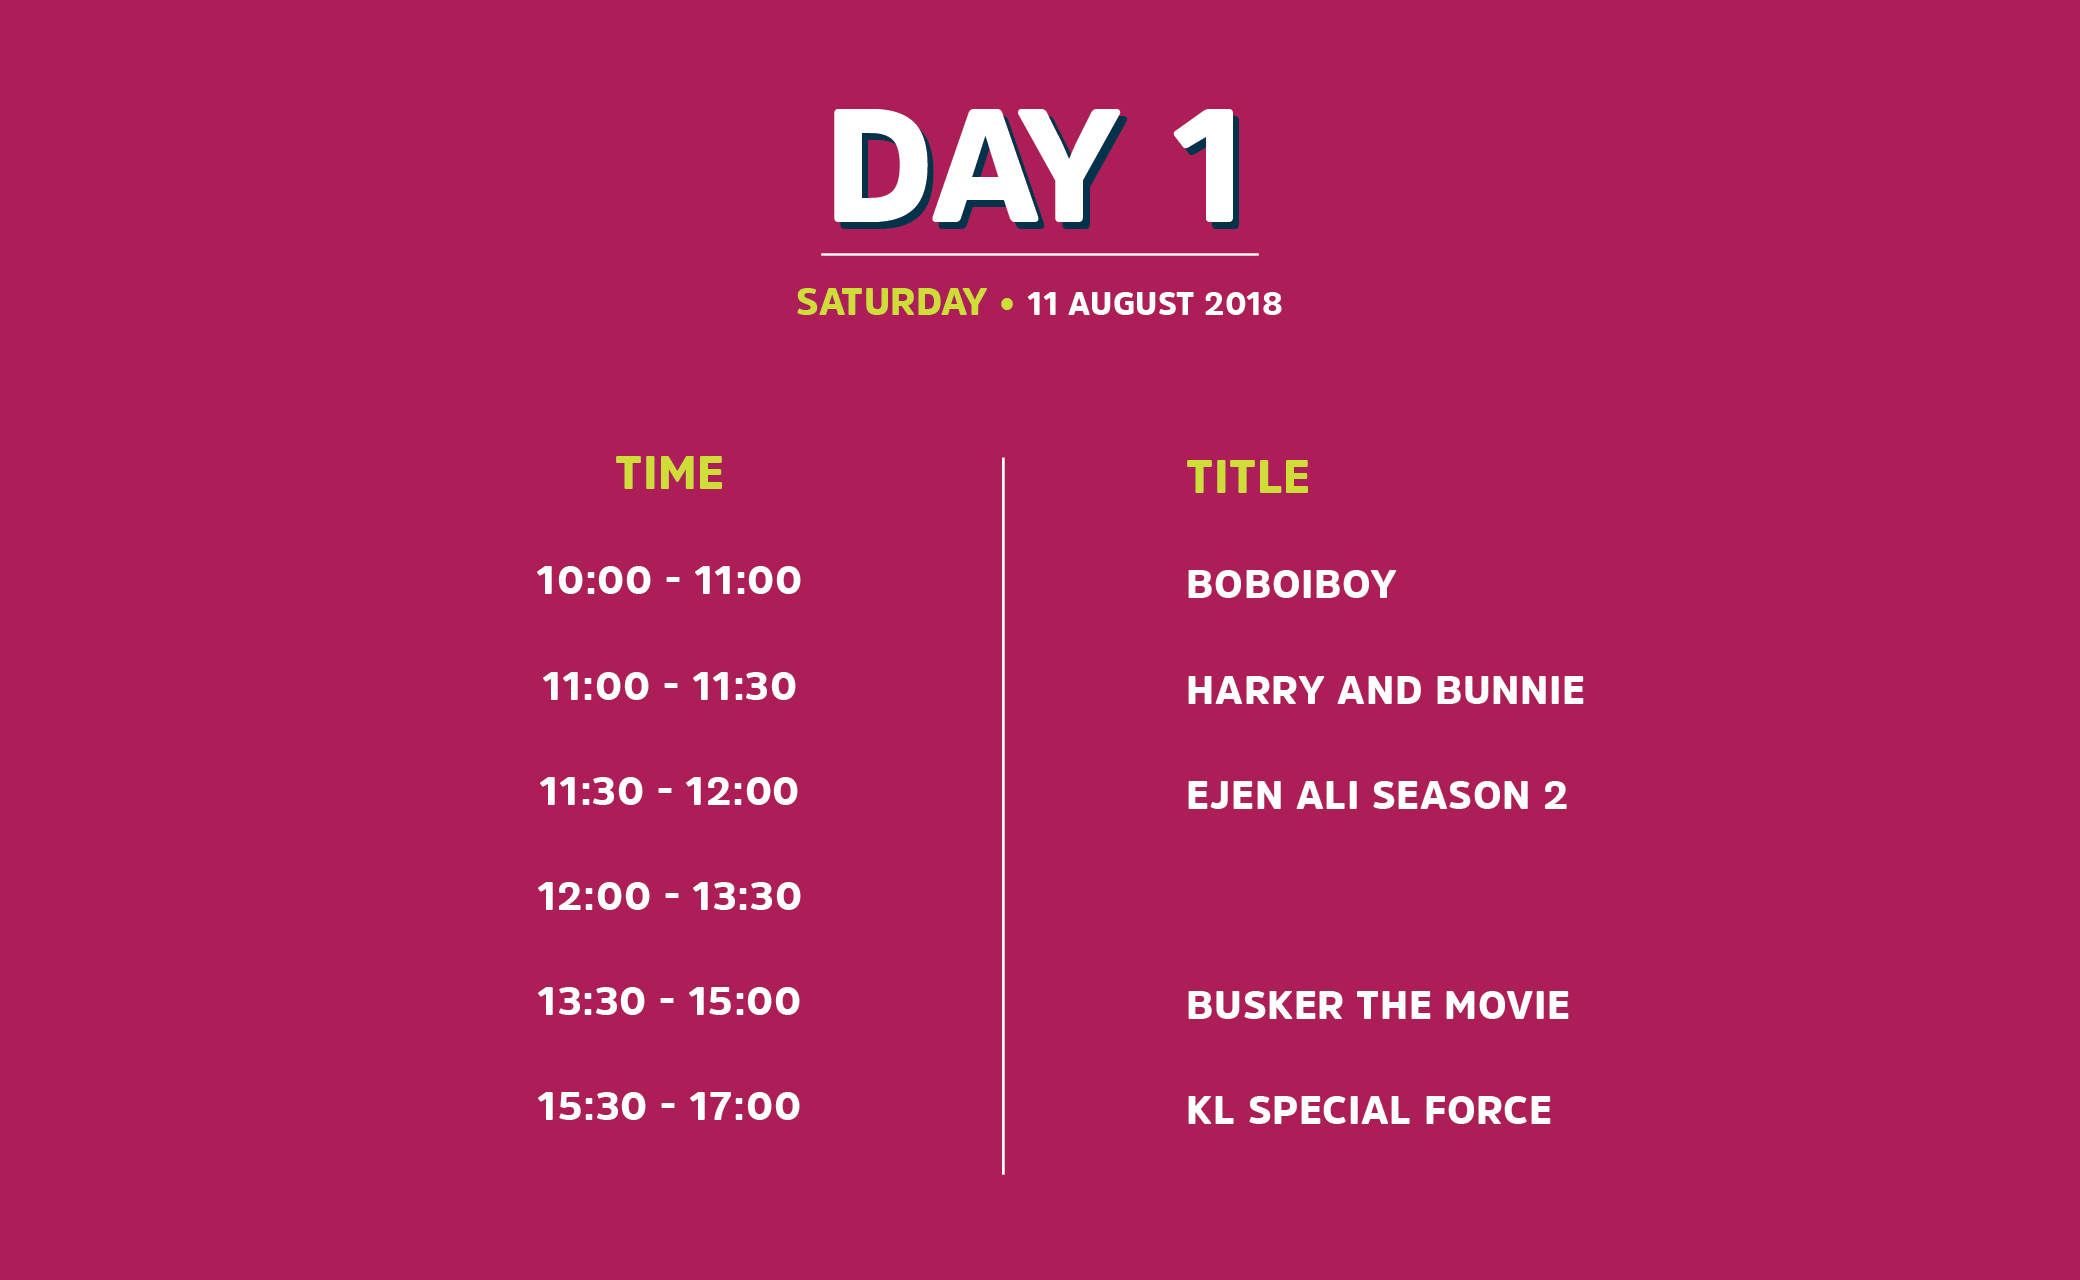 DAY 1
SATURDAY • 11 AUGUST 2018
TIME TITLE
10:00 - 11:00 BOBOIBOY
11:00 - 11:30 HARRY AND BUNNIE
11:30 - 12:00 EJEN ALI SEASON 2
12:00 - 13:30
13:30 - 15:00 BUSKER THE MOVIE
15:30 - 17:00 KL SPECIAL FORCE